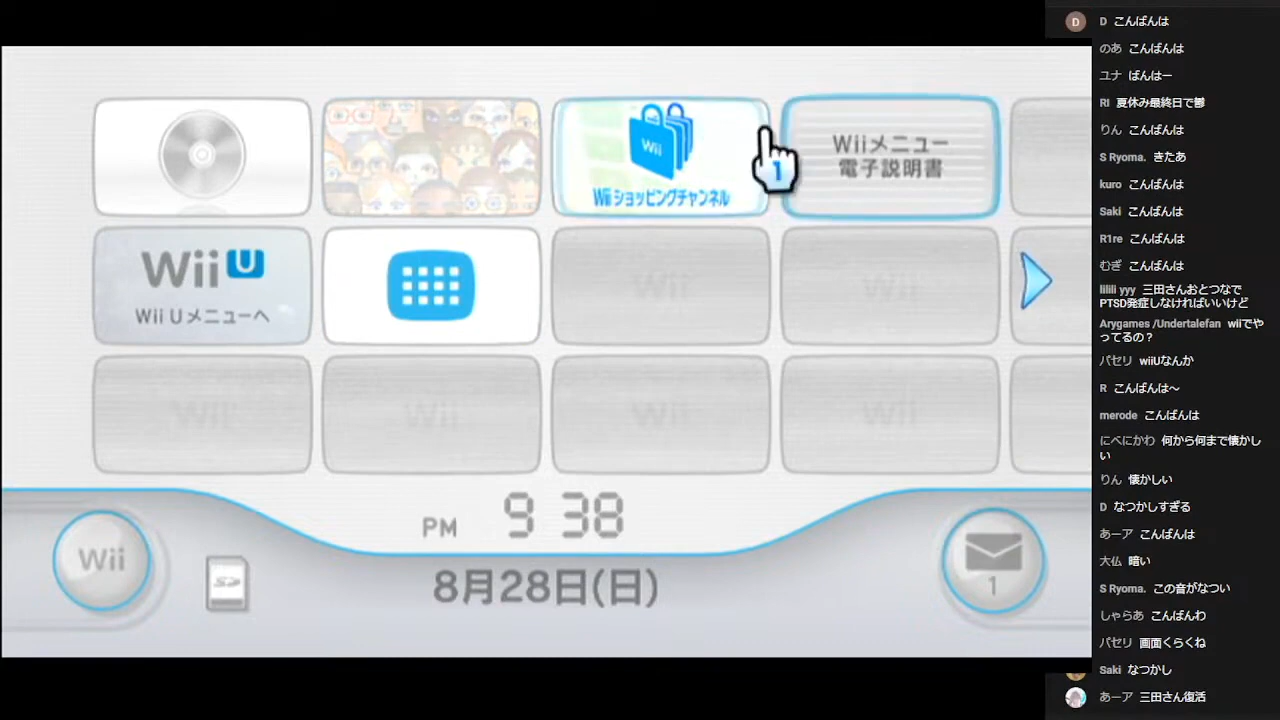 Wii
Wiiショッピングチャンネル
Wiiメニュー
電子説明書
1
Wii U
Wii Uメニューへ
Wii
Wii
Wii
Wii
Wii
Wii
PM 9 38
8月28日(日)
Wii
SD
1
D
D こんばんは
のあ こんばんは
ユナ ばんはー
RI 夏休み最終日で鬱
りん こんばんは
S Ryoma. きたあ
kuro こんばんは
Saki こんばんは
R1re こんばんは
むぎ こんばんは
lilili yyy 三田さんおとつなで
PTSD発症しなければいいけど
Arygames /Undertalefan wiiでや
ってるの？
パセリ wiiUなんか
R こんばんは～
merode こんばんは
にべにかわ 何から何まで懐かし
い
りん 懐かしい
D なつかしすぎる
あーア こんばんは
大仏 暗い
S Ryoma. この音がなつい
しゃらあ こんばんわ
パセリ 画面くらくね
Saki なつかし
あーア 三田さん復活